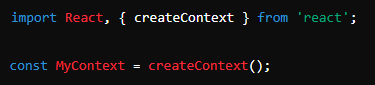 import React, { createContext } from 'react';
const MyContext = createContext();